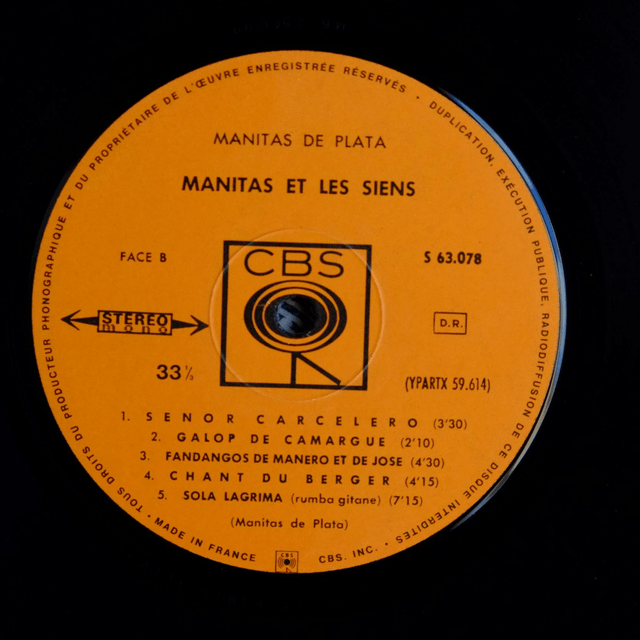 TOUS DROITS DU PRODUCTEUR PHONOGRAPHIQUE ET DU PROPRIÉTAIRE DE L'ŒUVRE ENREGISTRÉE RÉSERVÉS · DUPLICATION, EXÉCUTION PUBLIQUE, RADIODIFFUSION DE CE DISQUE INTERDITES ·
MANITAS DE PLATA
MANITAS ET LES SIENS
FACE B
CBS
S 63.078
STEREO
mono
D.R.
33⅓
(YPARTX 59.614)
1. SENOR CARCELERO (3'30)
2. GALOP DE CAMARGUE (2'10)
3. FANDANGOS DE MANERO ET DE JOSE (4'30)
4. CHANT DU BERGER (4'15)
5. SOLA LAGRIMA (rumba gitane) (7'15)
(Manitas de Plata)
· MADE IN FRANCE
CBS
CBS. INC. ·